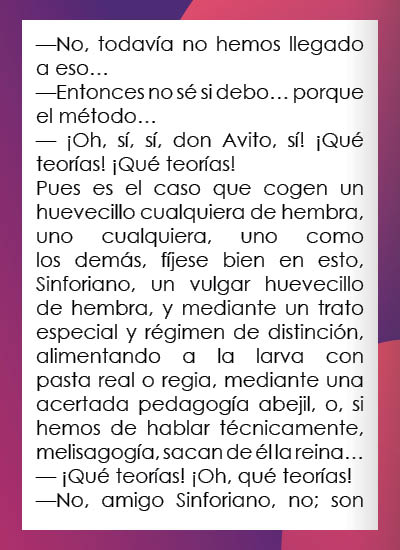 —No, todavía no hemos llegado
a eso…
—Entonces no sé si debo… porque
el método…
— ¡Oh, sí, sí, don Avito, sí! ¡Qué
teorías! ¡Qué teorías!
Pues es el caso que cogen un
huevecillo cualquiera de hembra,
uno cualquiera, uno como
los demás, fíjese bien en esto,
Sinforiano, un vulgar huevecillo
de hembra, y mediante un trato
especial y régimen de distinción,
alimentando a la larva con
pasta real o regia, mediante una
acertada pedagogía abejil, o, si
hemos de hablar técnicamente,
melisagogía, sacan de él la reina…
— ¡Qué teorías! ¡Oh, qué teorías!
—No, amigo Sinforiano, no; son